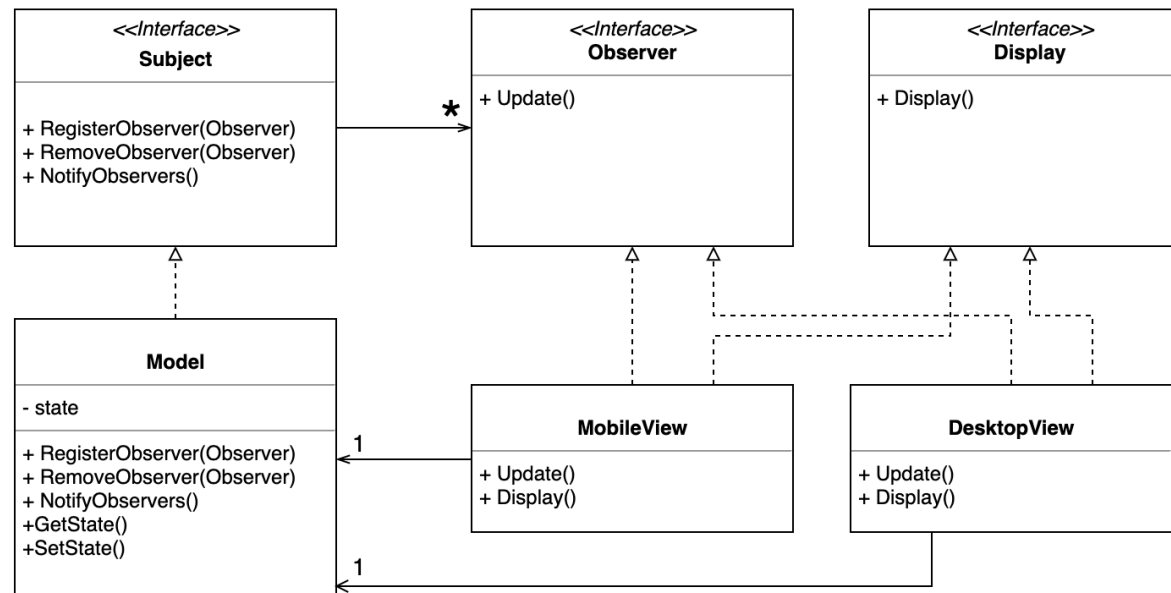 <<Interface>>
Subject
+ RegisterObserver(Observer)
+ RemoveObserver(Observer)
+ NotifyObservers()
*
<<Interface>>
Observer
+ Update()
<<Interface>>
Display
+ Display()
Model
- state
+ RegisterObserver(Observer)
+ RemoveObserver(Observer)
+ NotifyObservers()
+GetState()
+SetState()
1
1
MobileView
+ Update()
+ Display()
DesktopView
+ Update()
+ Display()